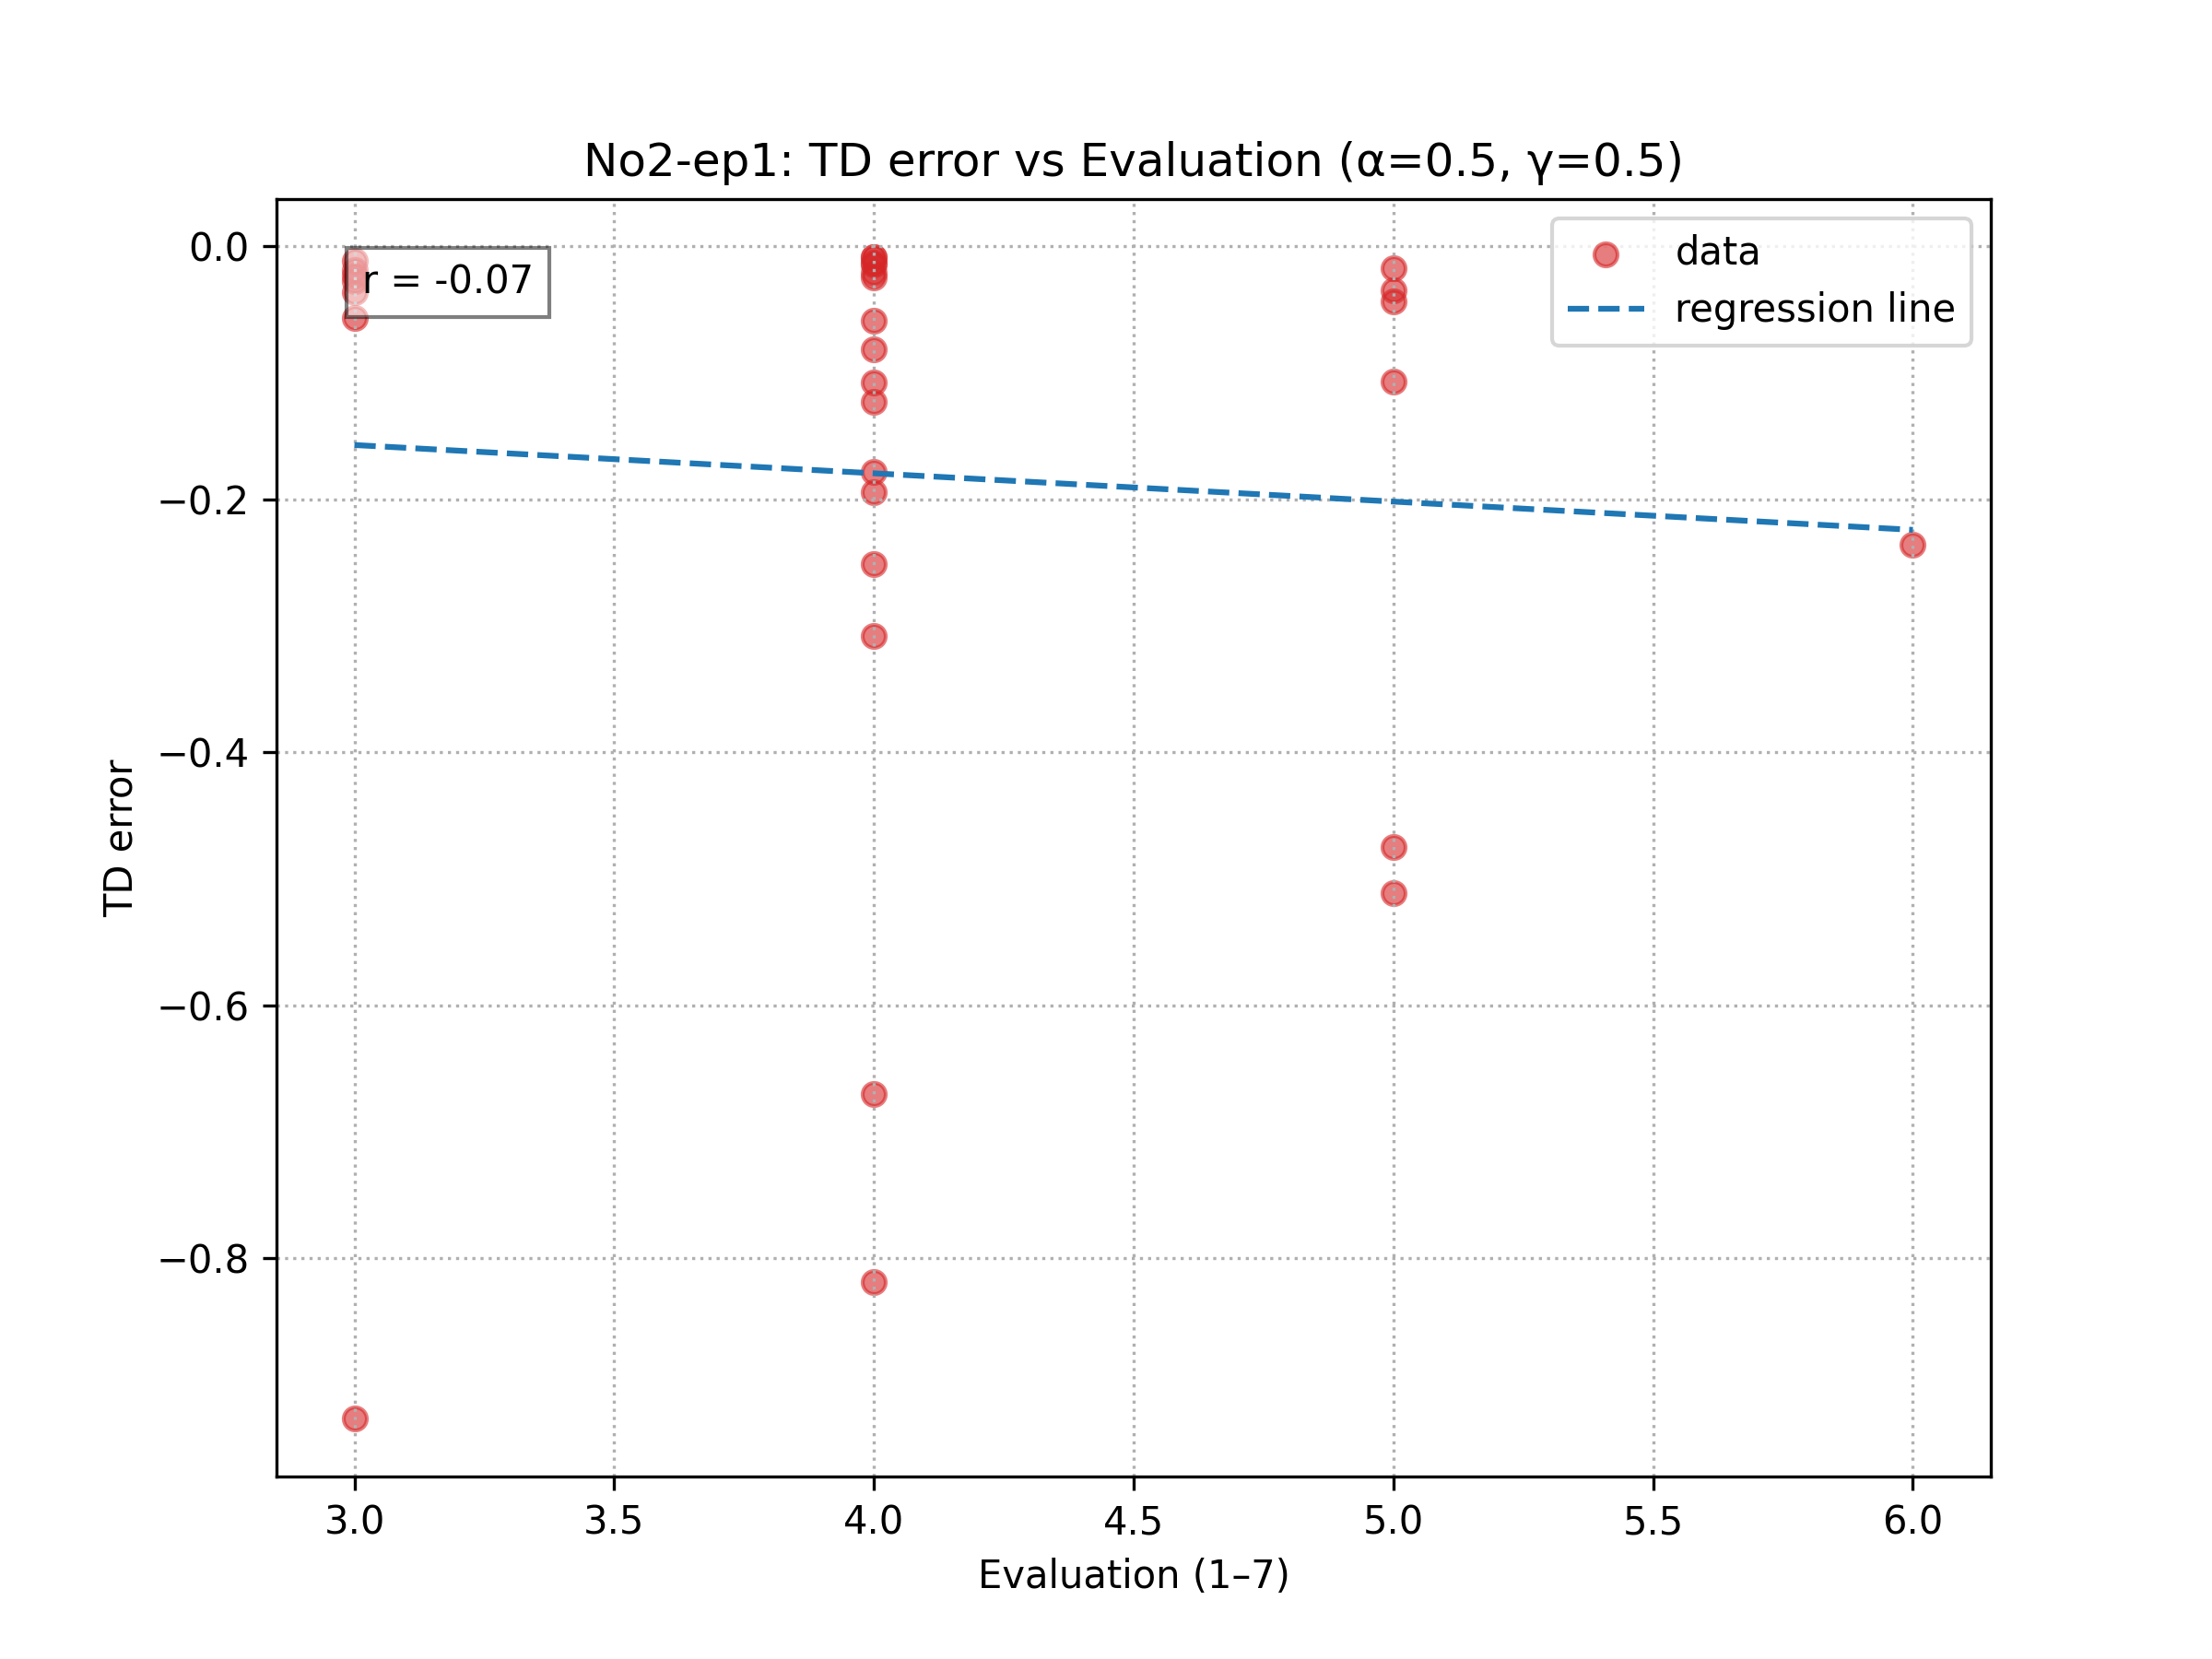 No2-ep1: TD error vs Evaluation (α=0.5, γ=0.5)
r = -0.07
data
regression line
0.0
−0.2
−0.4
−0.6
−0.8
TD error
3.0 3.5 4.0 4.5 5.0 5.5 6.0
Evaluation (1–7)